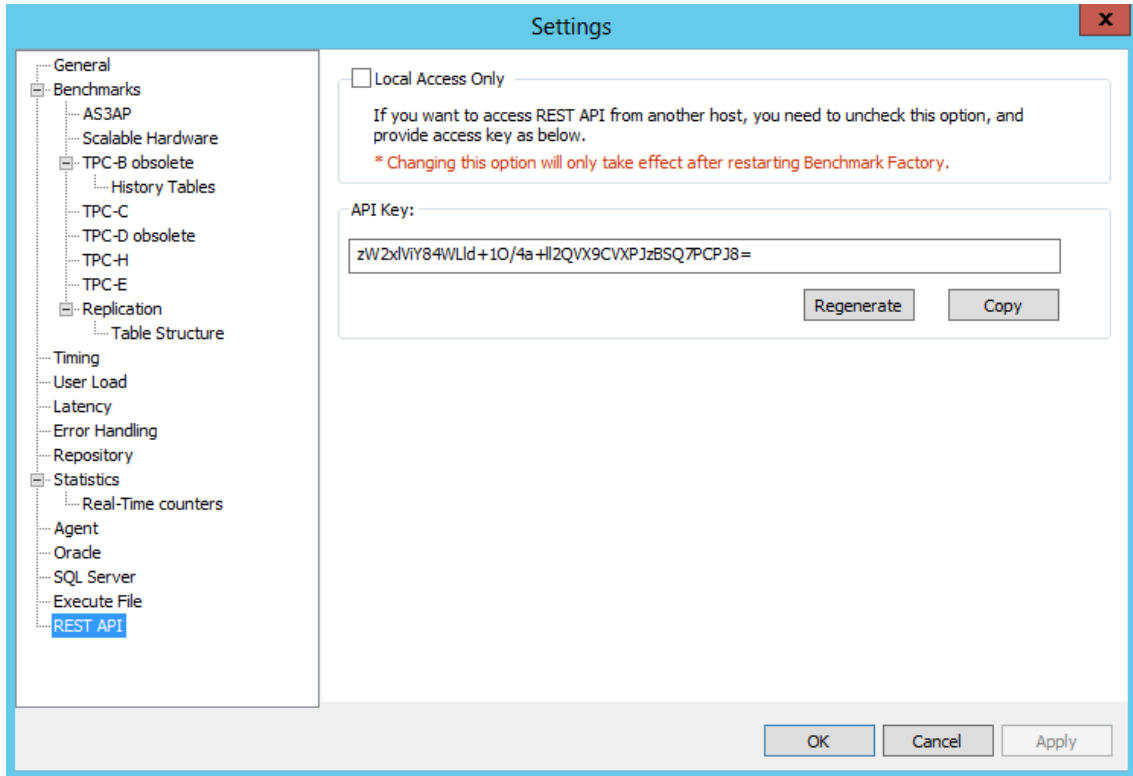 Settings
x
General
Benchmarks
AS3AP
Scalable Hardware
TPC-B obsolete
History Tables
TPC-C
TPC-D obsolete
TPC-H
TPC-E
Replication
Table Structure
Timing
User Load
Latency
Error Handling
Repository
Statistics
Real-Time counters
Agent
Oracle
SQL Server
Execute File
REST API
Local Access Only
If you want to access REST API from another host, you need to uncheck this option, and
provide access key as below.
* Changing this option will only take effect after restarting Benchmark Factory.
API Key:
zW2xlViY84WLld+1O/4a+ll2QVX9CVXPJzBSQ7PCPJ8=
Regenerate
Copy
OK
Cancel
Apply